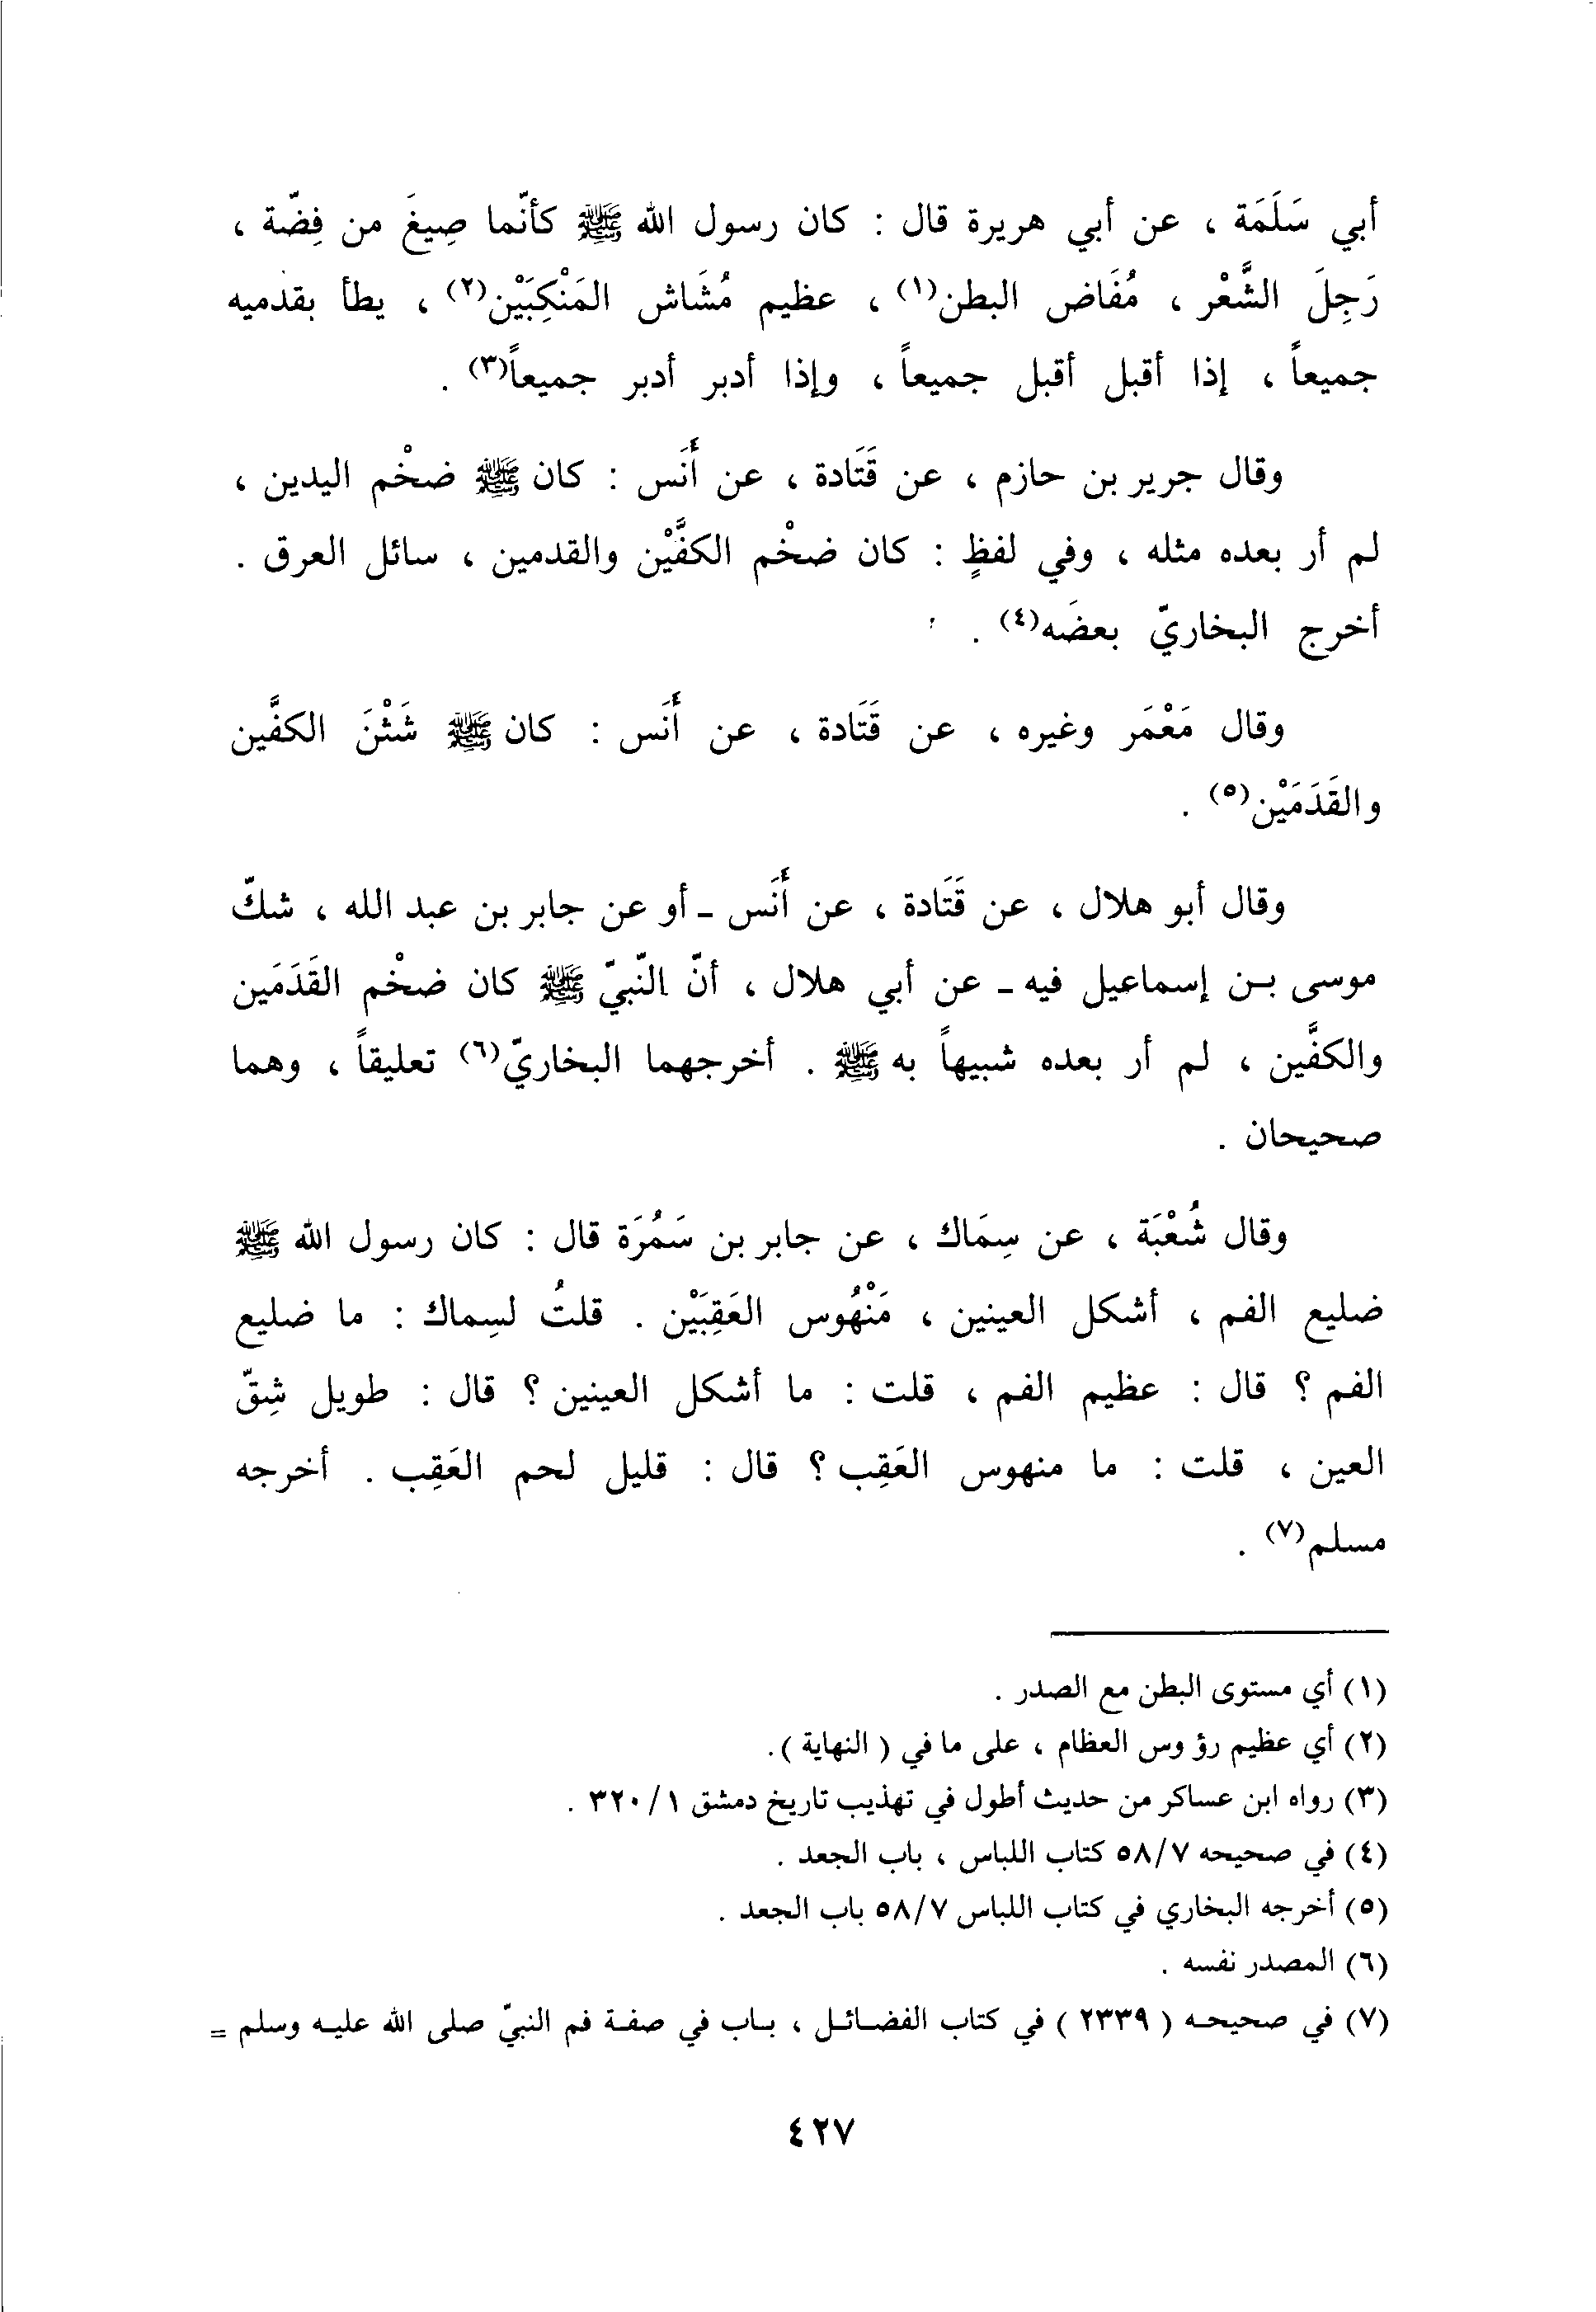 أبي سَلَمَة ، عن أبي هريرة قال : كان رسول الله ﷺ كأنّما صِيغَ من فِضّة ،
رَجِلَ الشَّعْر ، مُفَاض البطن(١) ، عظيم مُشَاش المَنْكِبَيْن(٢) ، يطأ بقدميه
جميعاً ، إذا أقبل أقبل جميعاً ، وإذا أدبر أدبر جميعاً(٣) .
وقال جرير بن حازم ، عن قَتَادة ، عن أَنَس : كان ﷺ ضخْم اليدين ،
لم أر بعده مثله ، وفي لفظٍ : كان ضخْم الكفَّيْن والقدمين ، سائل العرق .
أخرج البخاريّ بعضَه(٤) .
وقال مَعْمَر وغيره ، عن قَتَادة ، عن أَنَس : كان ﷺ شَثْنَ الكفَّين
والقَدَمَيْن(٥) .
وقال أبو هلال ، عن قَتَادة ، عن أَنَس - أو عن جابر بن عبد الله ، شكّ
موسى بن إسماعيل فيه - عن أبي هلال ، أنّ النّبيّ ﷺ كان ضخْم القَدَمَين
والكفَّين ، لم أر بعده شبيهاً به ﷺ . أخرجهما البخاريّ(٦) تعليقاً ، وهما
صحيحان .
وقال شُعْبَة ، عن سِمَاك ، عن جابر بن سَمُرَة قال : كان رسول الله ﷺ
ضليع الفم ، أشكل العينين ، مَنْهُوس العَقِبَيْن . قلتُ لسِماك : ما ضليع
الفم ؟ قال : عظيم الفم ، قلت : ما أشكل العينين ؟ قال : طويل شِقّ
العين ، قلت : ما منهوس العَقِب ؟ قال : قليل لحم العَقِب . أخرجه
مسلم(٧) .
(١) أي مستوى البطن مع الصدر .
(٢) أي عظيم رؤوس العظام ، على ما في ( النهاية ).
(٣) رواه ابن عساكر من حديث أطول في تهذيب تاريخ دمشق ٣٢٠/١ .
(٤) في صحيحه ٥٨/٧ كتاب اللباس ، باب الجعد .
(٥) أخرجه البخاري في كتاب اللباس ٥٨/٧ باب الجعد .
(٦) المصدر نفسه .
(٧) في صحيحه ( ٢٣٣٩ ) في كتاب الفضائل ، باب في صفة فم النبيّ صلى الله عليه وسلم =
٤٢٧